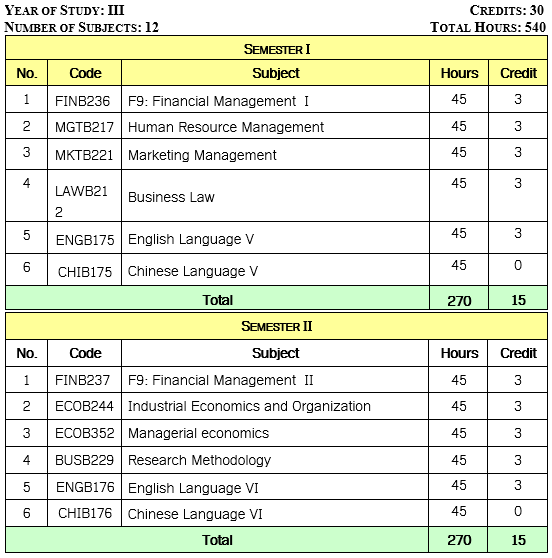 YEAR OF STUDY: III CREDITS: 30
NUMBER OF SUBJECTS: 12 TOTAL HOURS: 540
SEMESTER I
No. Code Subject Hours Credit
1 FINB236 F9: Financial Management I 45 3
2 MGTB217 Human Resource Management 45 3
3 MKTB221 Marketing Management 45 3
4 LAWB21 Business Law 45 3
2
5 ENGB175 English Language V 45 3
6 CHIB175 Chinese Language V 45 0
Total 270 15
SEMESTER II
No. Code Subject Hours Credit
1 FINB237 F9: Financial Management II 45 3
2 ECOB244 Industrial Economics and Organization 45 3
3 ECOB352 Managerial economics 45 3
4 BUSB229 Research Methodology 45 3
5 ENGB176 English Language VI 45 3
6 CHIB176 Chinese Language VI 45 0
Total 270 15